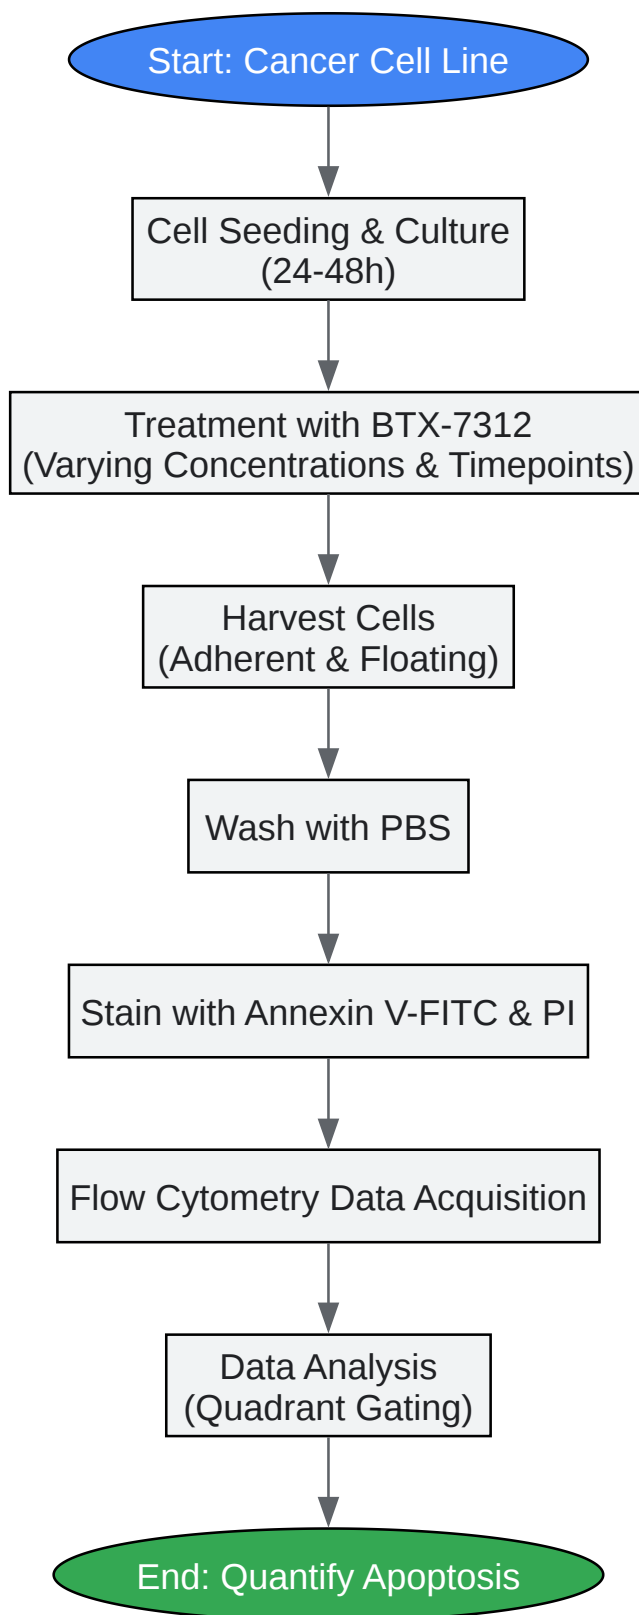 Start: Cancer Cell Line
Cell Seeding & Culture
(24-48h)
Treatment with BTX-7312
(Varying Concentrations & Timepoints)
Harvest Cells
(Adherent & Floating)
Wash with PBS
Stain with Annexin V-FITC & PI
Flow Cytometry Data Acquisition
Data Analysis
(Quadrant Gating)
End: Quantify Apoptosis